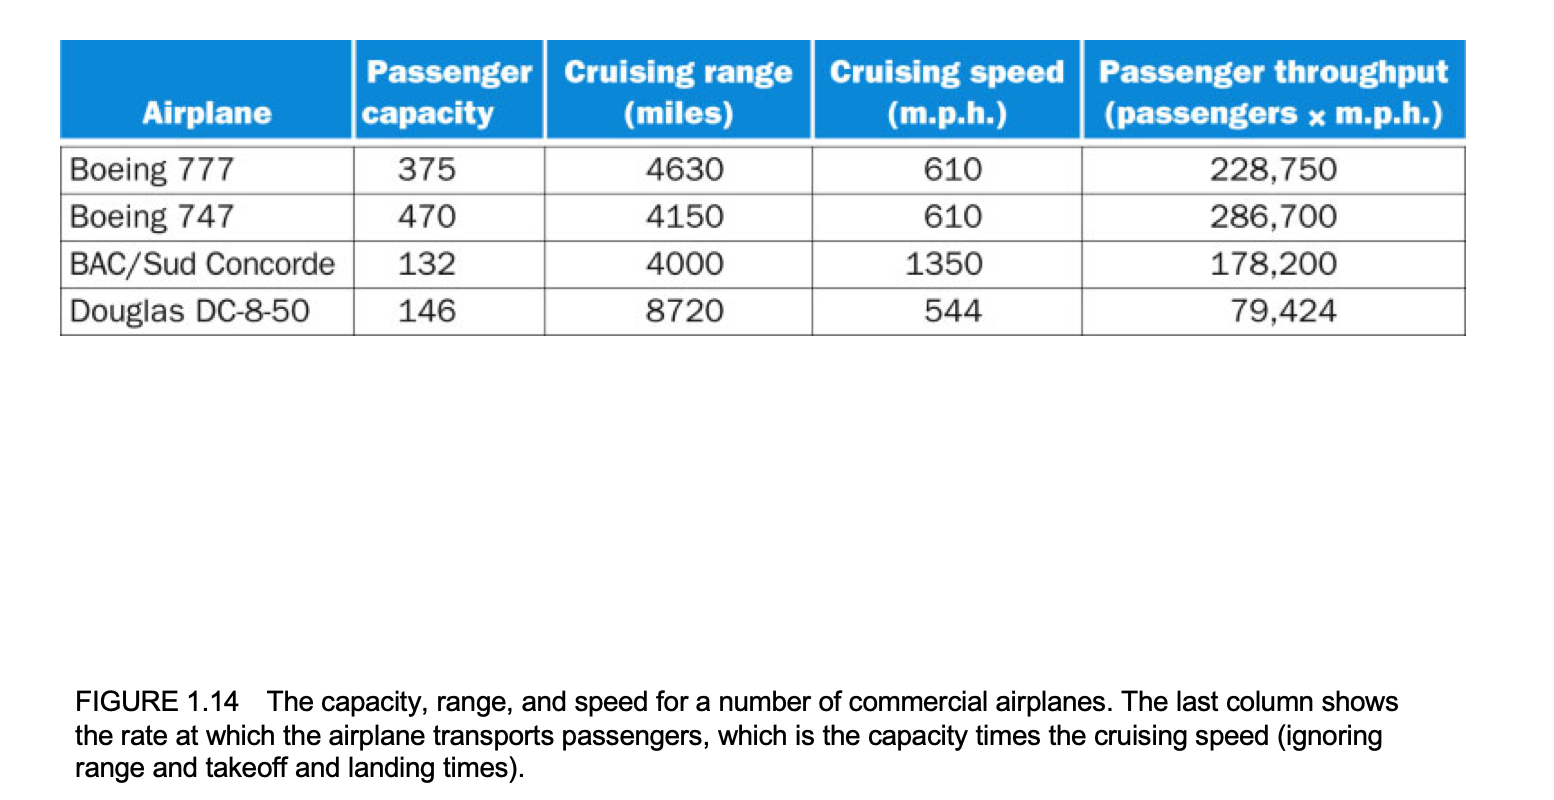 Airplane Passenger capacity Cruising range (miles) Cruising speed (m.p.h.) Passenger throughput (passengers × m.p.h.)
Boeing 777 375 4630 610 228,750
Boeing 747 470 4150 610 286,700
BAC/Sud Concorde 132 4000 1350 178,200
Douglas DC-8-50 146 8720 544 79,424
FIGURE 1.14 The capacity, range, and speed for a number of commercial airplanes. The last column shows
the rate at which the airplane transports passengers, which is the capacity times the cruising speed (ignoring
range and takeoff and landing times).